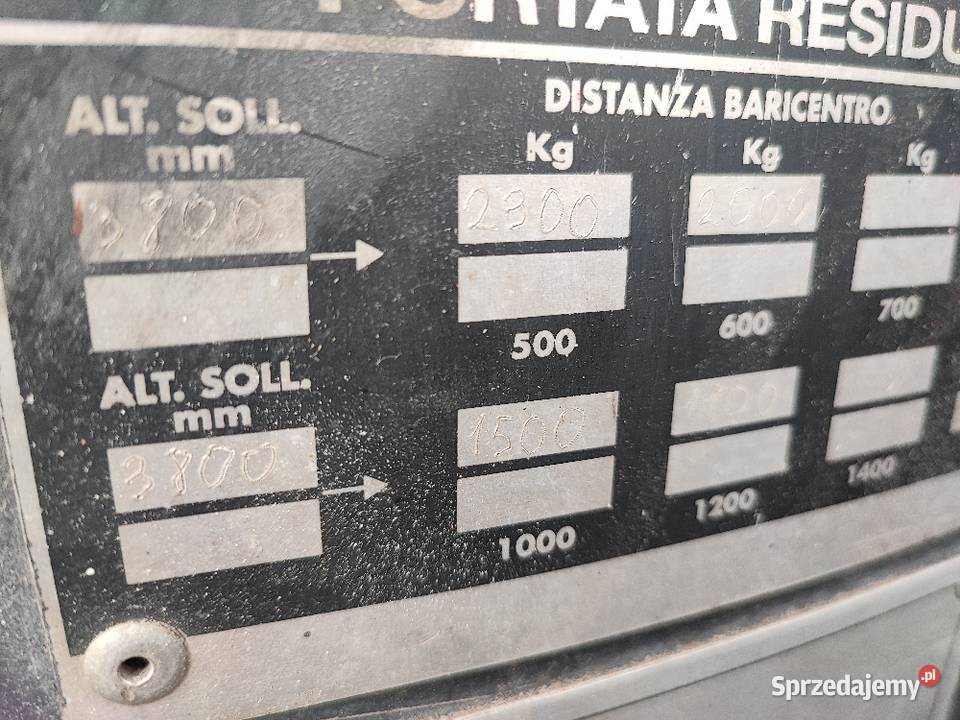 PORTATA RESIDU
DISTANZA BARICENTRO
ALT. SOLL.
mm
Kg Kg Kg
3800 2300
500 600 700
ALT. SOLL.
mm
3800 1500
1000 1200 1400
Sprzedajemy.pl